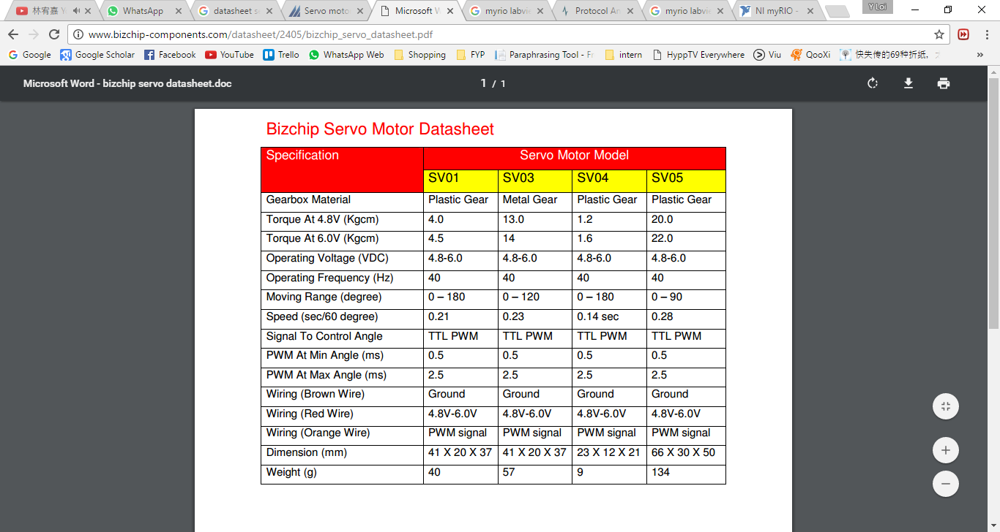 林宥嘉 Y
WhatsApp
datasheet s
Servo moto
Microsoft W
myrio labvi
Protocol An
myrio labvi
NI myRIO -
Y Loi
www.bizchip-components.com/datasheet/2405/bizchip_servo_datasheet.pdf
Google Google Scholar Facebook YouTube Trello WhatsApp Web Shopping FYP Paraphrasing Tool - Fr intern HyppTV Everywhere Viu QooXi 快失传的69种折纸, »
Microsoft Word - bizchip servo datasheet.doc 1 / 1
Bizchip Servo Motor Datasheet
Specification Servo Motor Model
SV01 SV03 SV04 SV05
Gearbox Material Plastic Gear Metal Gear Plastic Gear Plastic Gear
Torque At 4.8V (Kgcm) 4.0 13.0 1.2 20.0
Torque At 6.0V (Kgcm) 4.5 14 1.6 22.0
Operating Voltage (VDC) 4.8-6.0 4.8-6.0 4.8-6.0 4.8-6.0
Operating Frequency (Hz) 40 40 40 40
Moving Range (degree) 0 – 180 0 – 120 0 – 180 0 – 90
Speed (sec/60 degree) 0.21 0.23 0.14 sec 0.28
Signal To Control Angle TTL PWM TTL PWM TTL PWM TTL PWM
PWM At Min Angle (ms) 0.5 0.5 0.5 0.5
PWM At Max Angle (ms) 2.5 2.5 2.5 2.5
Wiring (Brown Wire) Ground Ground Ground Ground
Wiring (Red Wire) 4.8V-6.0V 4.8V-6.0V 4.8V-6.0V 4.8V-6.0V
Wiring (Orange Wire) PWM signal PWM signal PWM signal PWM signal
Dimension (mm) 41 X 20 X 37 41 X 20 X 37 23 X 12 X 21 66 X 30 X 50
Weight (g) 40 57 9 134